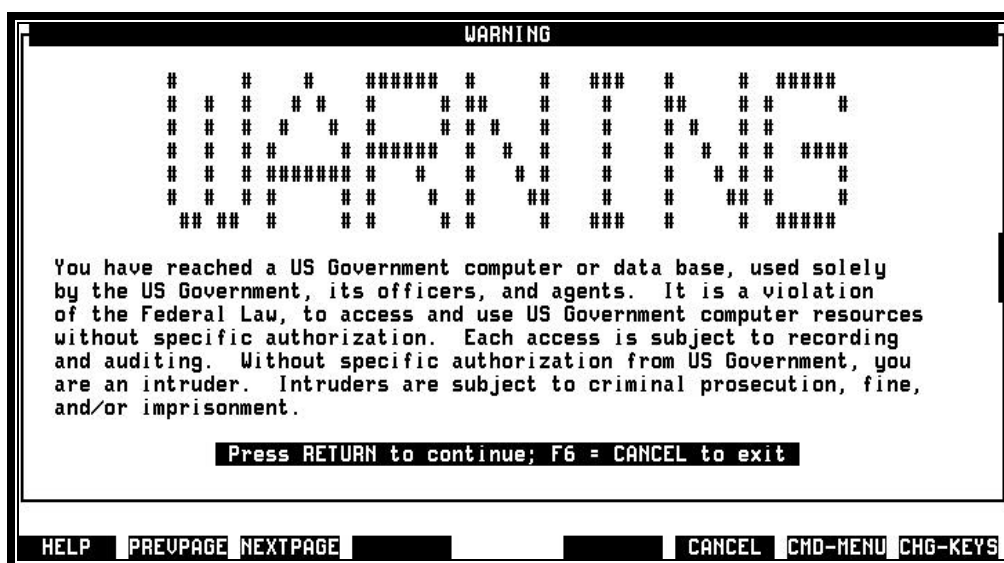 WARNING
WARNING
You have reached a US Government computer or data base, used solely
by the US Government, its officers, and agents.  It is a violation
of the Federal Law, to access and use US Government computer resources
without specific authorization.  Each access is subject to recording
and auditing.  Without specific authorization from US Government, you
are an intruder.  Intruders are subject to criminal prosecution, fine,
and/or imprisonment.
Press RETURN to continue; F6 = CANCEL to exit
HELP PREVPAGE NEXTPAGE CANCEL CMD-MENU CHG-KEYS